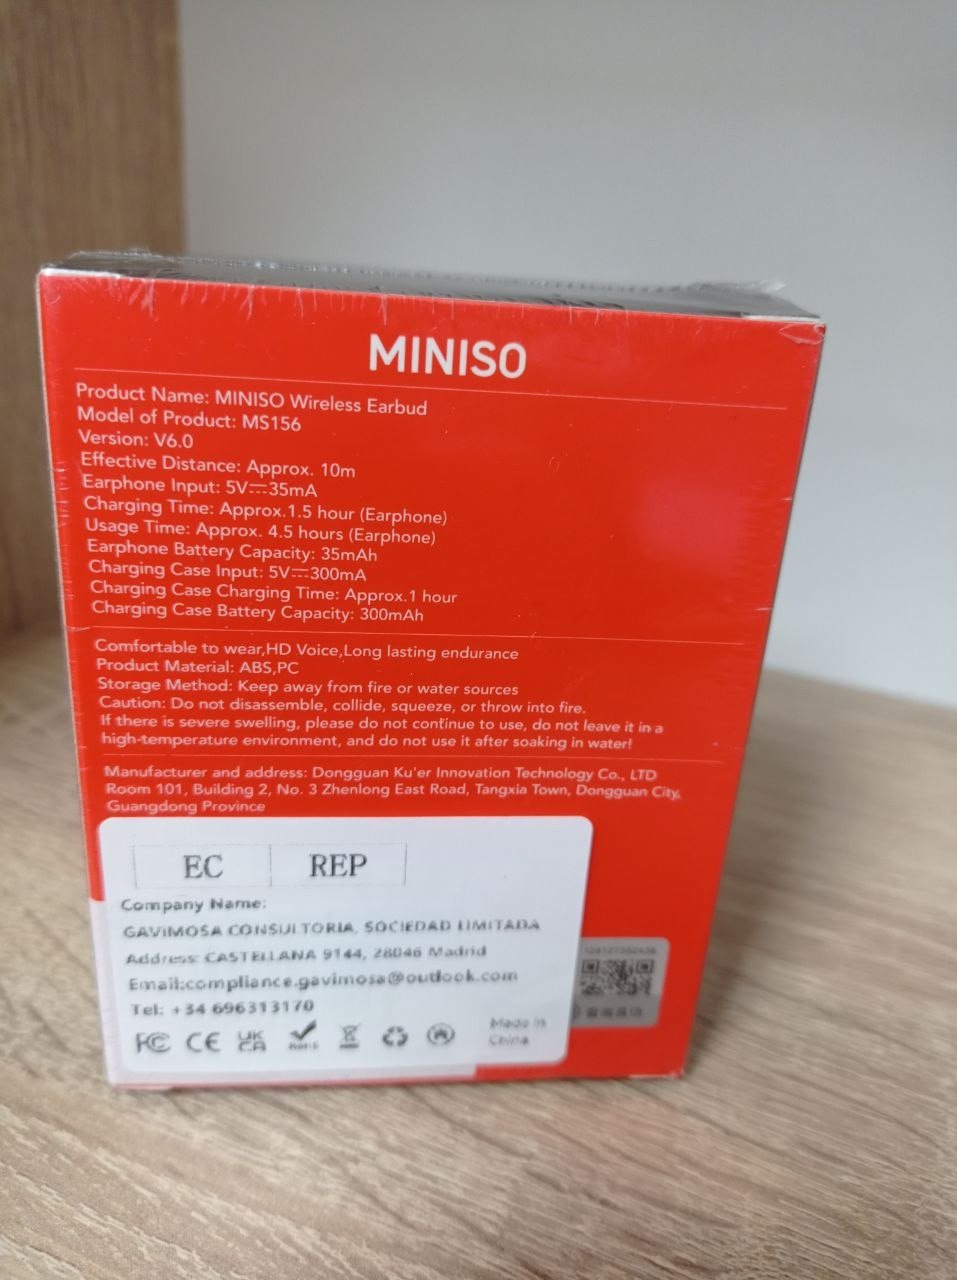 MINISO
Product Name: MINISO Wireless Earbud
Model of Product: MS156
Version: V6.0
Effective Distance: Approx. 10m
Earphone Input: 5V⎓35mA
Charging Time: Approx.1.5 hour (Earphone)
Usage Time: Approx. 4.5 hours (Earphone)
Earphone Battery Capacity: 35mAh
Charging Case Input: 5V⎓300mA
Charging Case Charging Time: Approx.1 hour
Charging Case Battery Capacity: 300mAh
Comfortable to wear,HD Voice,Long lasting endurance
Product Material: ABS,PC
Storage Method: Keep away from fire or water sources
Caution: Do not disassemble, collide, squeeze, or throw into fire.
If there is severe swelling, please do not continue to use, do not leave it in a
high-temperature environment, and do not use it after soaking in water!
Manufacturer and address: Dongguan Ku'er Innovation Technology Co., LTD
Room 101, Building 2, No. 3 Zhenlong East Road, Tangxia Town, Dongguan City,
Guangdong Province
EC REP
Company Name:
GAVIMOSA CONSULTORIA, SOCIEDAD LIMITADA
Address: CASTELLANA 9144, 28046 Madrid
Email:compliance.gavimosa@outlook.com
Tel: +34 696313170
FC CE UK CA RoHS
Made in
China